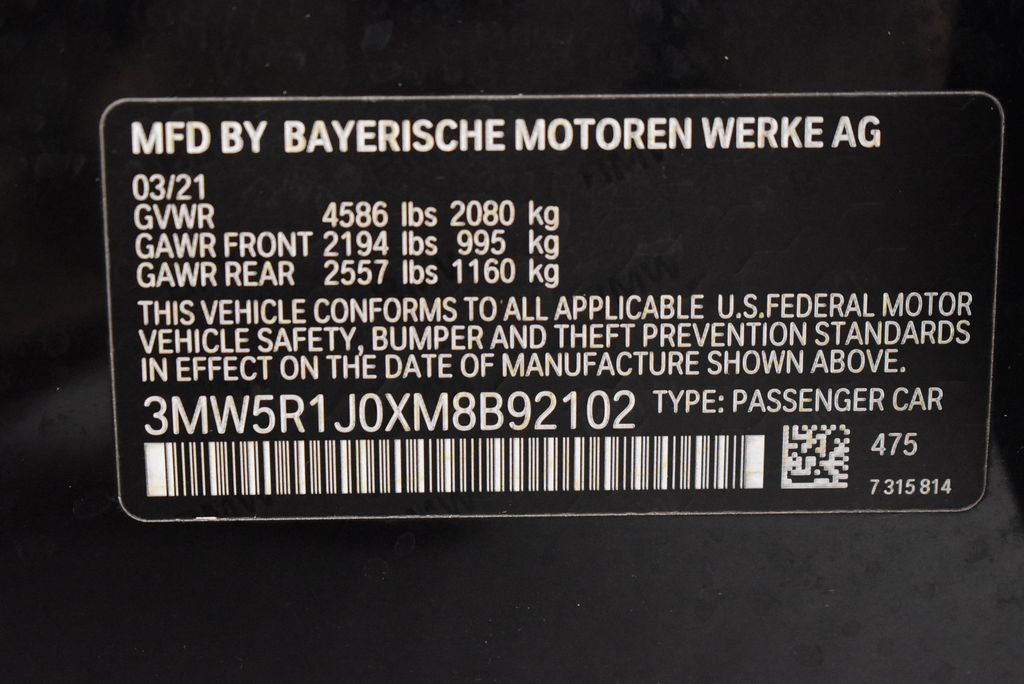 MFD BY BAYERISCHE MOTOREN WERKE AG
03/21
GVWR 4586 lbs 2080 kg
GAWR FRONT 2194 lbs 995 kg
GAWR REAR 2557 lbs 1160 kg
THIS VEHICLE CONFORMS TO ALL APPLICABLE U.S.FEDERAL MOTOR
VEHICLE SAFETY, BUMPER AND THEFT PREVENTION STANDARDS
IN EFFECT ON THE DATE OF MANUFACTURE SHOWN ABOVE.
3MW5R1J0XM8B92102 TYPE: PASSENGER CAR
475
7 315 814